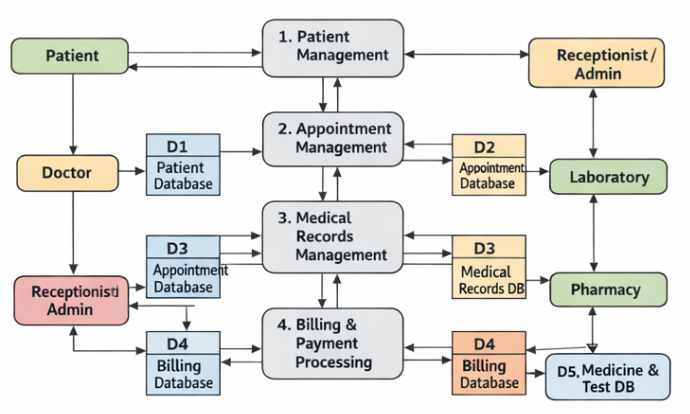 Patient
1. Patient
Management
Receptionist/
Admin
2. Appointment
Management
D1
Patient
Database
D2
Appointment
Database
Doctor
Laboratory
3. Medical
Records
Management
D3
Appointment
Database
D3
Medical
Records DB
Receptionisti
Admin
Pharmacy
4. Billing &
Payment
Processing
D4
Billing
Database
D4
Billing
Database
D5, Medicine &
Test DB